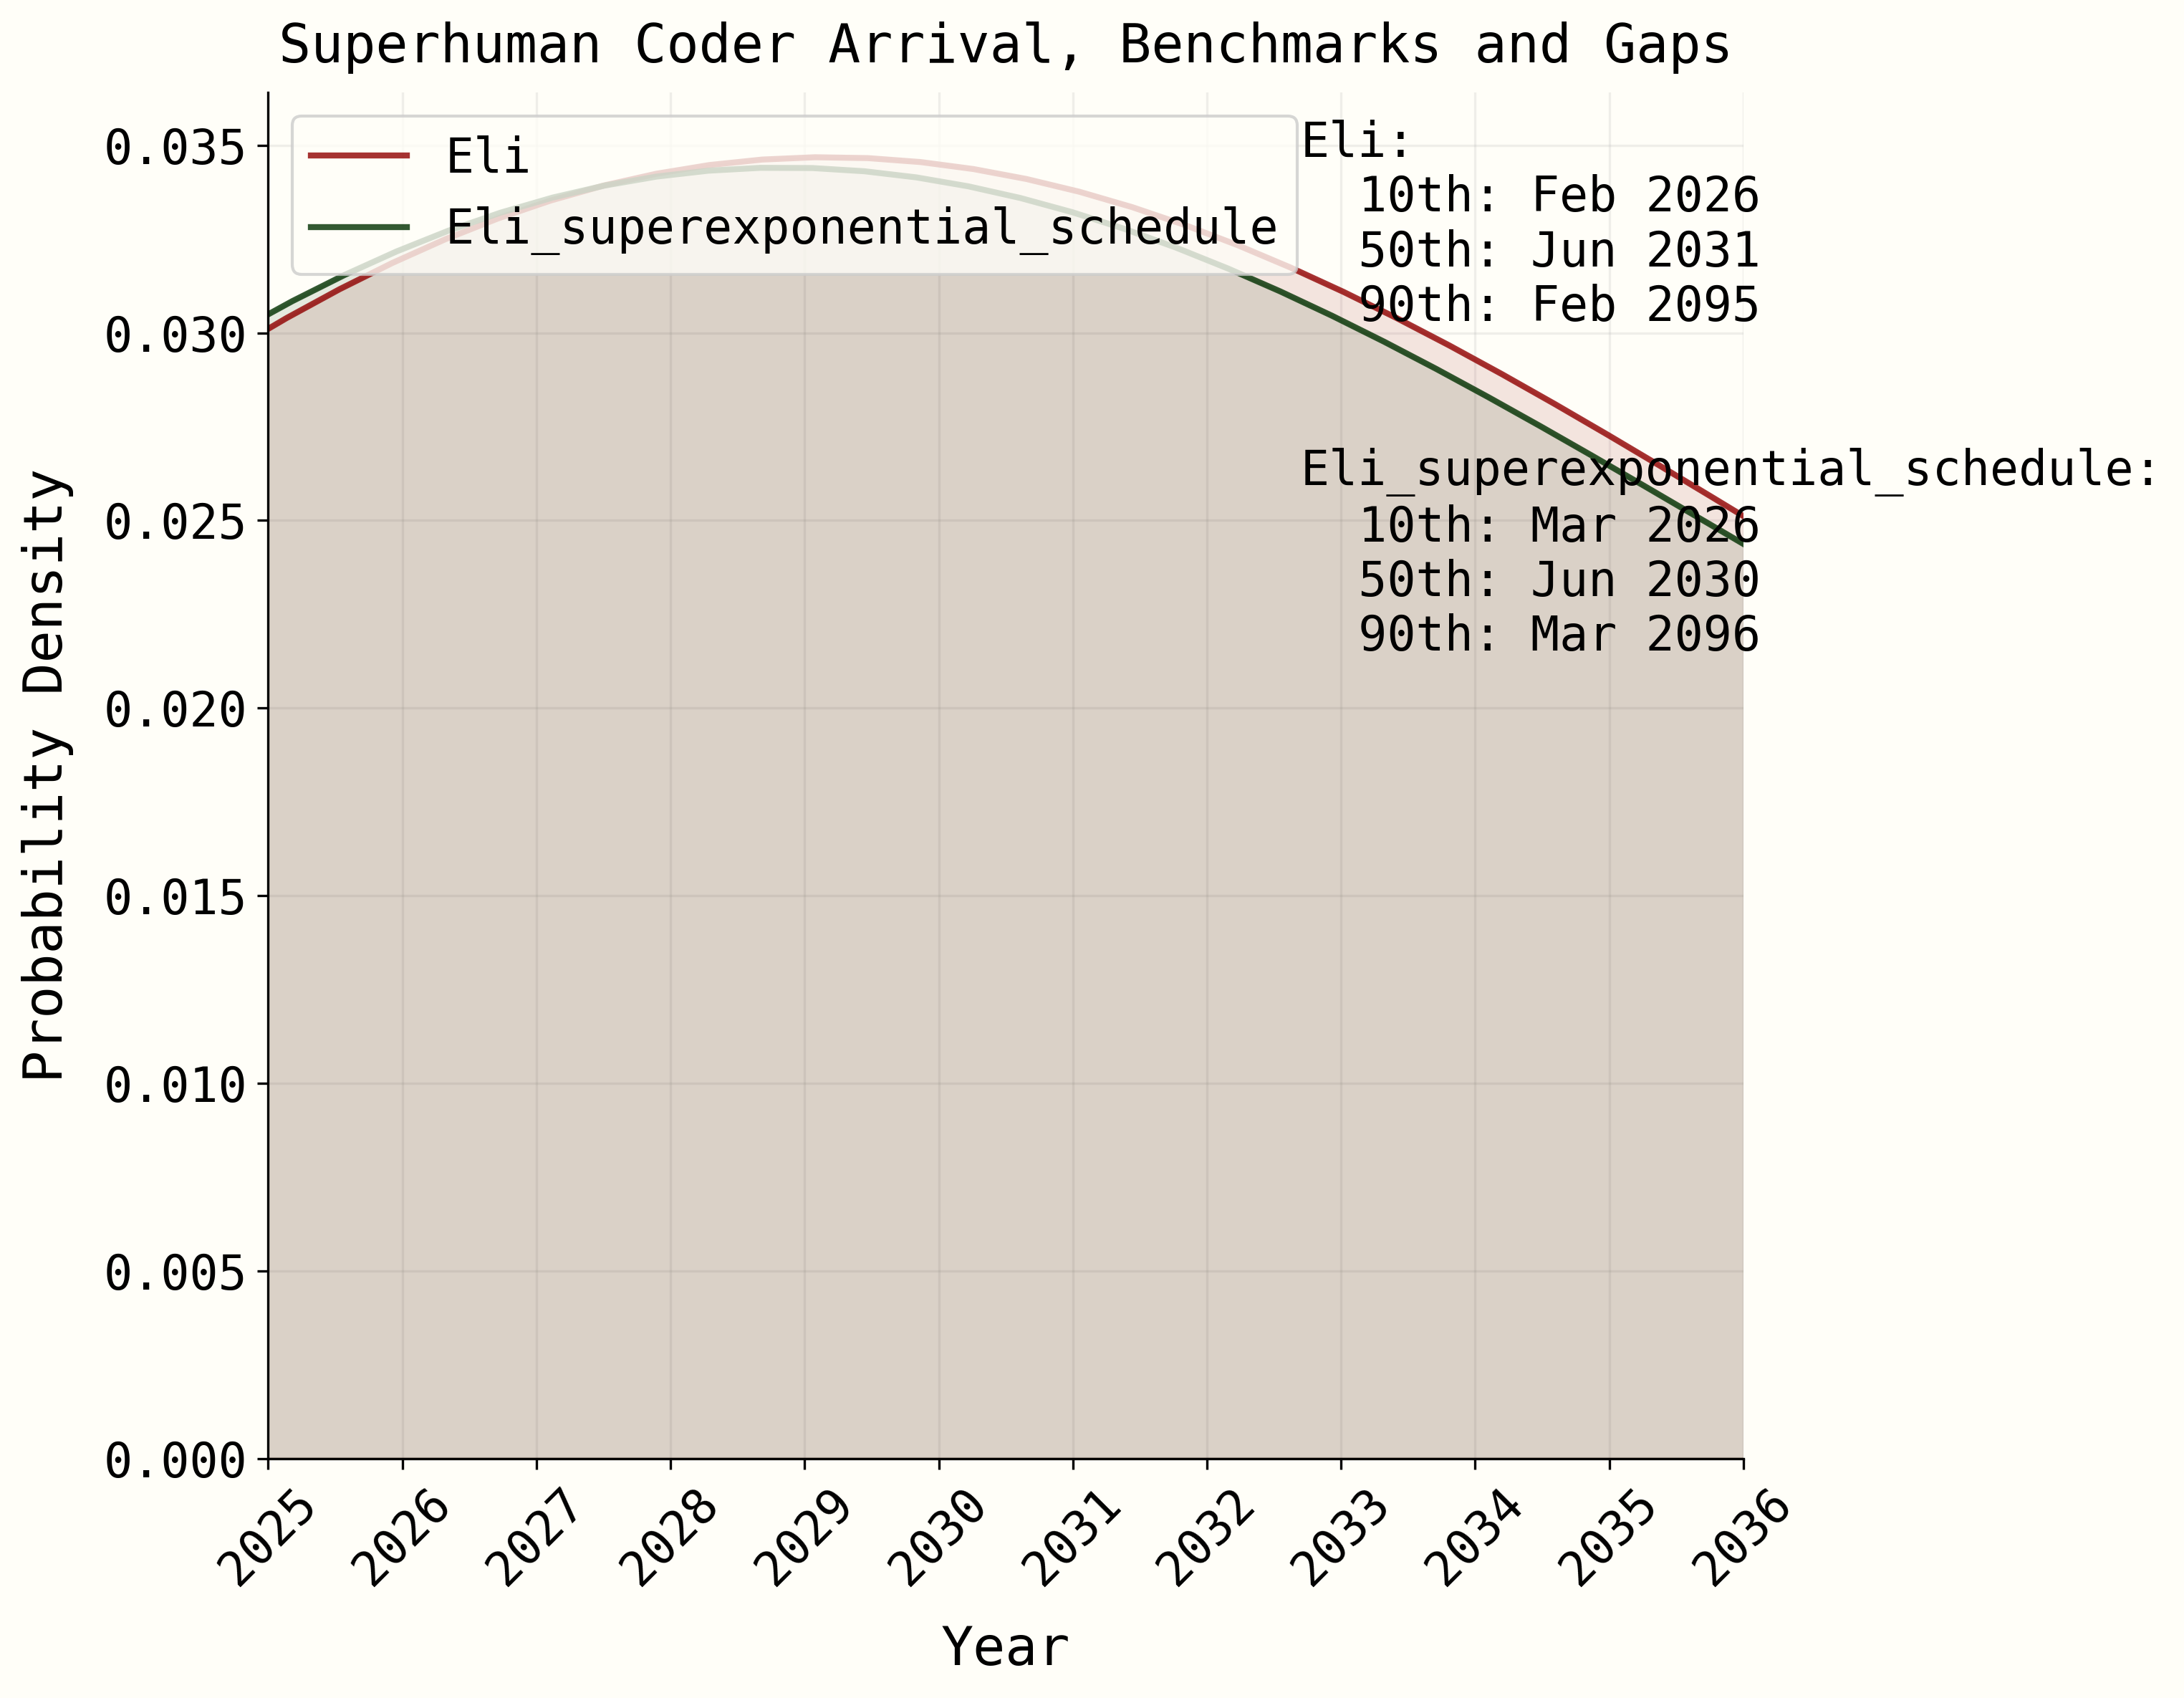 Superhuman Coder Arrival, Benchmarks and Gaps
Eli
Eli_superexponential_schedule
Eli:
10th: Feb 2026
50th: Jun 2031
90th: Feb 2095
Eli_superexponential_schedule:
10th: Mar 2026
50th: Jun 2030
90th: Mar 2096
Probability Density
0.035
0.030
0.025
0.020
0.015
0.010
0.005
0.000
2025
2026
2027
2028
2029
2030
2031
2032
2033
2034
2035
2036
Year